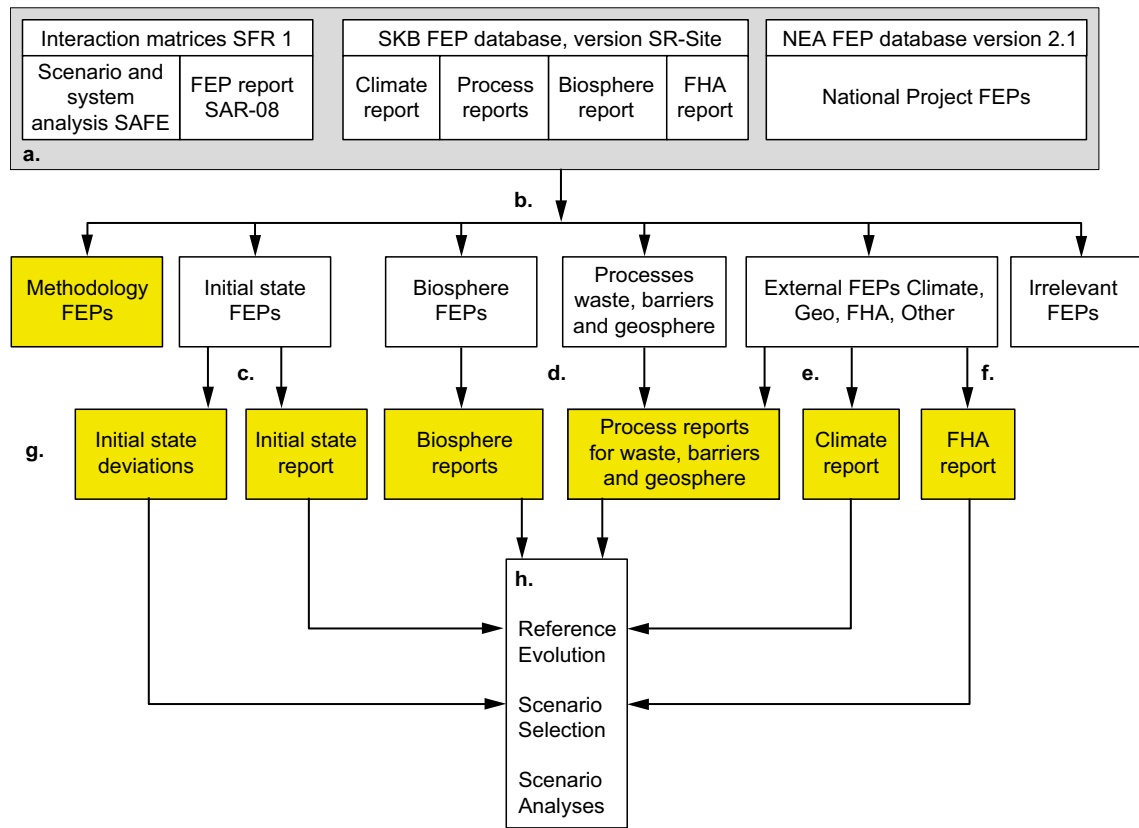 Interaction matrices SFR 1
Scenario and
system
analysis SAFE
FEP report
SAR-08
SKB FEP database, version SR-Site
Climate
report
Process
reports
Biosphere
report
FHA
report
NEA FEP database version 2.1
National Project FEPs
a.
b.
Methodology
FEPs
Initial state
FEPs
Biosphere
FEPs
Processes
waste, barriers
and geosphere
External FEPs Climate,
Geo, FHA, Other
Irrelevant
FEPs
c.
d.
e.
f.
g.
Initial state
deviations
Initial state
report
Biosphere
reports
Process reports
for waste, barriers
and geosphere
Climate
report
FHA
report
h.
Reference
Evolution
Scenario
Selection
Scenario
Analyses